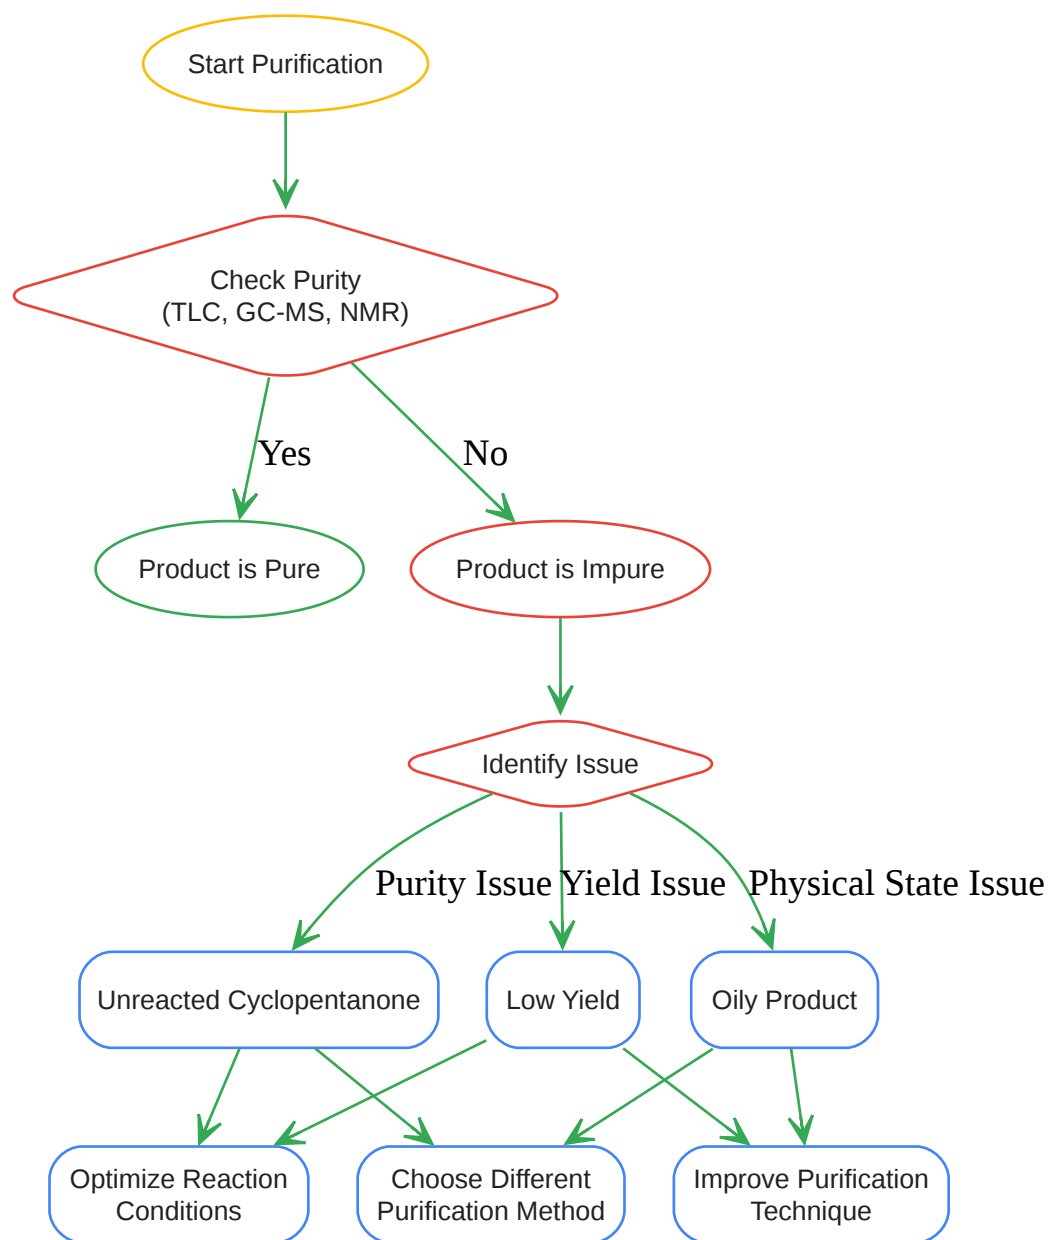 Start Purification
Check Purity
(TLC, GC-MS, NMR)
Yes
No
Product is Pure
Product is Impure
Identify Issue
Purity Issue
Yield Issue
Physical State Issue
Unreacted Cyclopentanone
Low Yield
Oily Product
Optimize Reaction
Conditions
Choose Different
Purification Method
Improve Purification
Technique